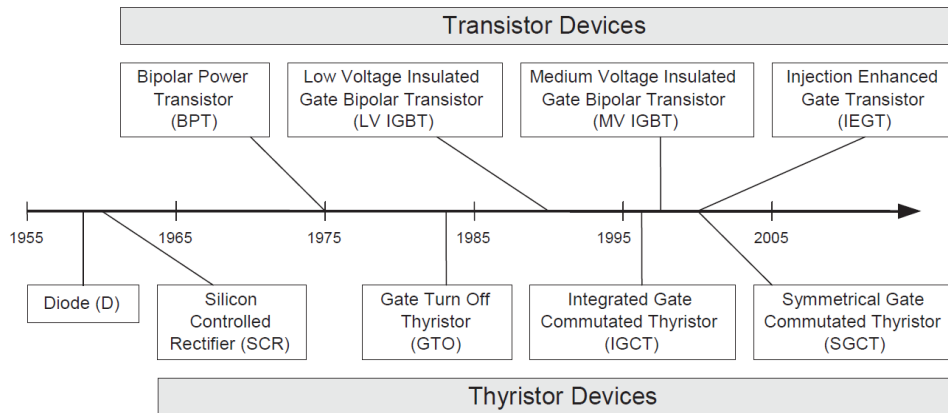 Transistor Devices
Bipolar Power
Transistor
(BPT)
Low Voltage Insulated
Gate Bipolar Transistor
(LV IGBT)
Medium Voltage Insulated
Gate Bipolar Transistor
(MV IGBT)
Injection Enhanced
Gate Transistor
(IEGT)
1955
1965
1975
1985
1995
2005
Diode (D)
Silicon
Controlled
Rectifier (SCR)
Gate Turn Off
Thyristor
(GTO)
Integrated Gate
Commutated Thyristor
(IGCT)
Symmetrical Gate
Commutated Thyristor
(SGCT)
Thyristor Devices